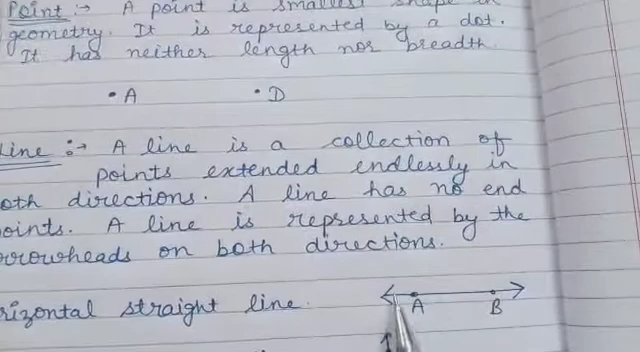 Point :→ A point is smallest shape in
geometry. It is represented by a dot.
It has neither length nor breadth
• A • D
Line :→ A line is a collection of
points extended endlessly in
oth directions. A line has no end
oints. A line is represented by the
rrowheads on both directions.
rizontal straight line.
A B